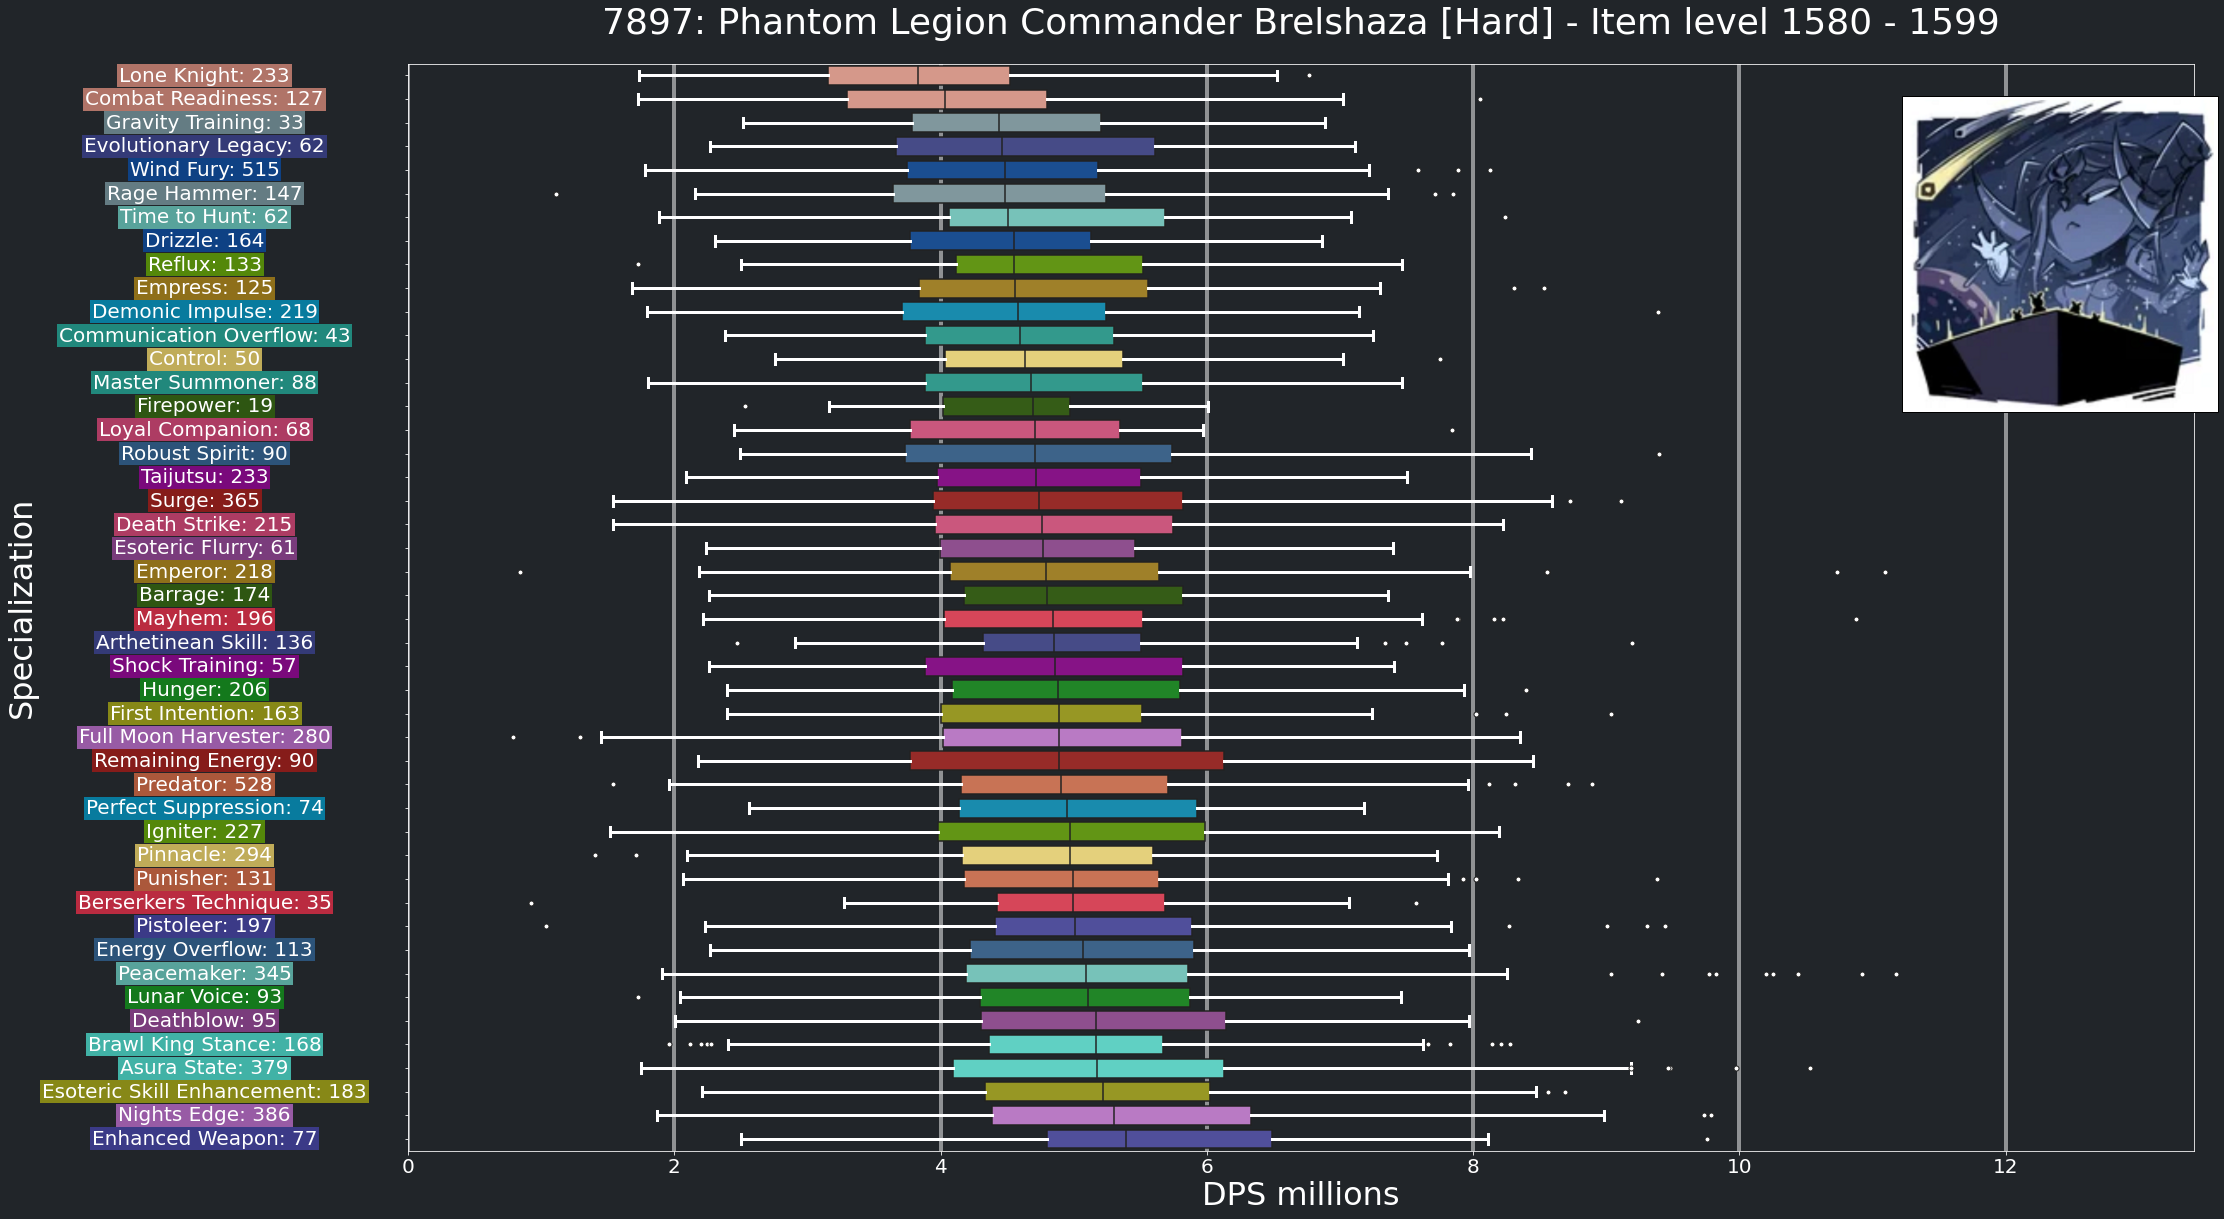 7897: Phantom Legion Commander Brelshaza [Hard] - Item level 1580 - 1599
Lone Knight: 233
Combat Readiness: 127
Gravity Training: 33
Evolutionary Legacy: 62
Wind Fury: 515
Rage Hammer: 147
Time to Hunt: 62
Drizzle: 164
Reflux: 133
Empress: 125
Demonic Impulse: 219
Communication Overflow: 43
Control: 50
Master Summoner: 88
Firepower: 19
Loyal Companion: 68
Robust Spirit: 90
Taijutsu: 233
Surge: 365
Death Strike: 215
Esoteric Flurry: 61
Emperor: 218
Barrage: 174
Mayhem: 196
Arthetinean Skill: 136
Shock Training: 57
Hunger: 206
First Intention: 163
Full Moon Harvester: 280
Remaining Energy: 90
Predator: 528
Perfect Suppression: 74
Igniter: 227
Pinnacle: 294
Punisher: 131
Berserkers Technique: 35
Pistoleer: 197
Energy Overflow: 113
Peacemaker: 345
Lunar Voice: 93
Deathblow: 95
Brawl King Stance: 168
Asura State: 379
Esoteric Skill Enhancement: 183
Nights Edge: 386
Enhanced Weapon: 77
Specialization
0 2 4 6 8 10 12
DPS millions